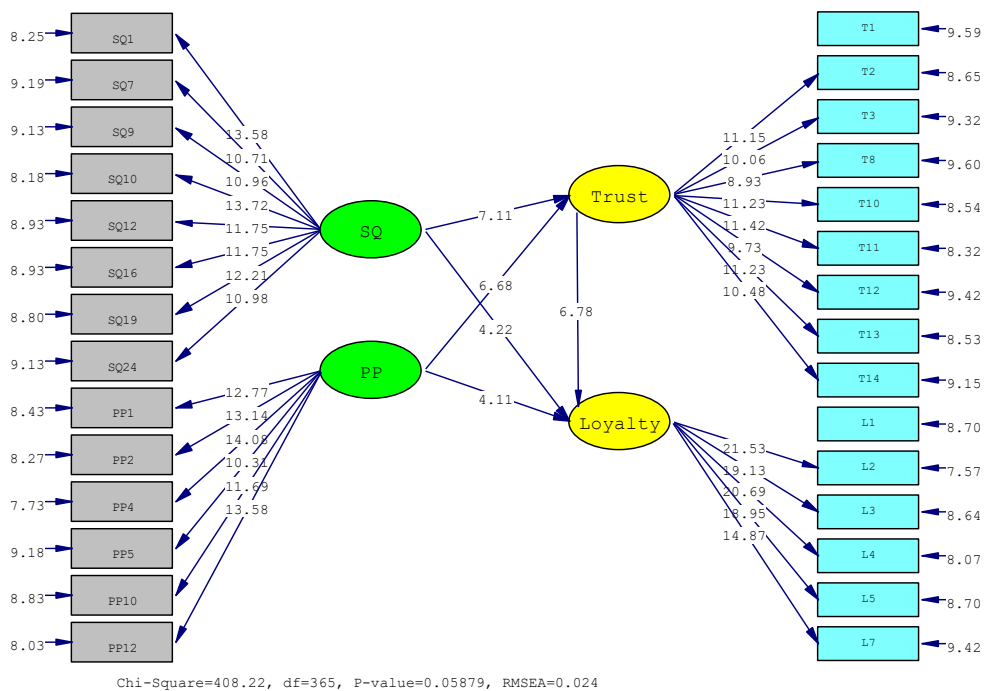 8.25
SQ1
9.19
SQ7
9.13
SQ9
8.18
SQ10
8.93
SQ12
8.93
SQ16
8.80
SQ19
9.13
SQ24
8.43
PP1
8.27
PP2
7.73
PP4
9.18
PP5
8.83
PP10
8.03
PP12
13.58
10.71
10.96
13.72
11.75
11.75
12.21
10.98
12.77
13.14
14.08
10.31
11.69
13.58
SQ
PP
7.11
6.68
4.22
4.11
6.78
Trust
Loyalty
11.15
10.06
8.93
11.23
11.42
9.73
11.23
10.48
21.53
19.13
20.69
18.95
14.87
T1
9.59
T2
8.65
T3
9.32
T8
9.60
T10
8.54
T11
8.32
T12
9.42
T13
8.53
T14
9.15
L1
8.70
L2
7.57
L3
8.64
L4
8.07
L5
8.70
L7
9.42
Chi-Square=408.22, df=365, P-value=0.05879, RMSEA=0.024